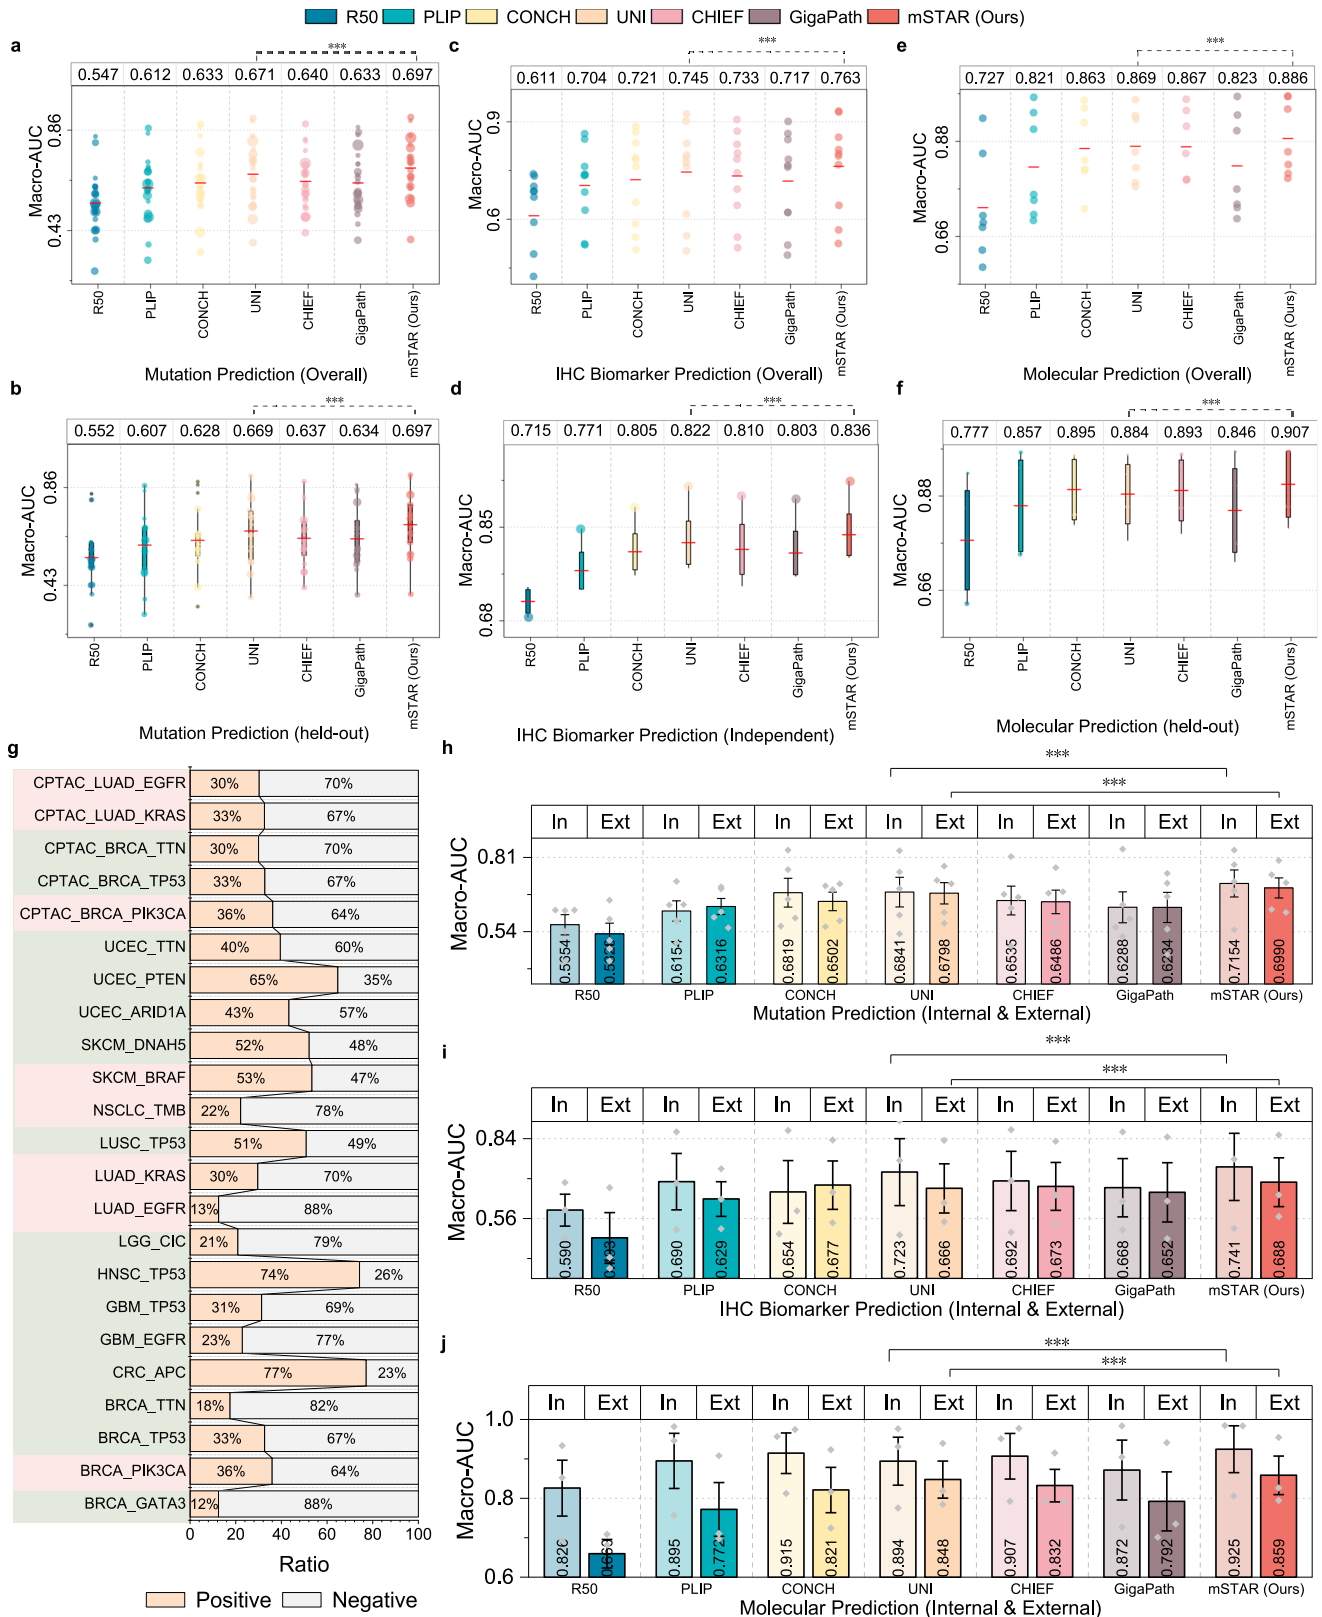 R50 PLIP CONCH UNI CHIEF GigaPath mSTAR (Ours)
a
***
0.547 0.612 0.633 0.671 0.640 0.633 0.697
Macro-AUC
0.86
0.43
R50 PLIP CONCH UNI CHIEF GigaPath mSTAR (Ours)
Mutation Prediction (Overall)
c
***
0.611 0.704 0.721 0.745 0.733 0.717 0.763
Macro-AUC
0.9
0.6
R50 PLIP CONCH UNI CHIEF GigaPath mSTAR (Ours)
IHC Biomarker Prediction (Overall)
e
***
0.727 0.821 0.863 0.869 0.867 0.823 0.886
Macro-AUC
0.88
0.66
R50 PLIP CONCH UNI CHIEF GigaPath mSTAR (Ours)
Molecular Prediction (Overall)
b
***
0.552 0.607 0.628 0.669 0.637 0.634 0.697
Macro-AUC
0.86
0.43
R50 PLIP CONCH UNI CHIEF GigaPath mSTAR (Ours)
Mutation Prediction (held-out)
d
***
0.715 0.771 0.805 0.822 0.810 0.803 0.836
Macro-AUC
0.85
0.68
R50 PLIP CONCH UNI CHIEF GigaPath mSTAR (Ours)
IHC Biomarker Prediction (Independent)
f
***
0.777 0.857 0.895 0.884 0.893 0.846 0.907
Macro-AUC
0.88
0.66
R50 PLIP CONCH UNI CHIEF GigaPath mSTAR (Ours)
Molecular Prediction (held-out)
g
CPTAC_LUAD_EGFR 30% 70%
CPTAC_LUAD_KRAS 33% 67%
CPTAC_BRCA_TTN 30% 70%
CPTAC_BRCA_TP53 33% 67%
CPTAC_BRCA_PIK3CA 36% 64%
UCEC_TTN 40% 60%
UCEC_PTEN 65% 35%
UCEC_ARID1A 43% 57%
SKCM_DNAH5 52% 48%
SKCM_BRAF 53% 47%
NSCLC_TMB 22% 78%
LUSC_TP53 51% 49%
LUAD_KRAS 30% 70%
LUAD_EGFR 13% 88%
LGG_CIC 21% 79%
HNSC_TP53 74% 26%
GBM_TP53 31% 69%
GBM_EGFR 23% 77%
CRC_APC 77% 23%
BRCA_TTN 18% 82%
BRCA_TP53 33% 67%
BRCA_PIK3CA 36% 64%
BRCA_GATA3 12% 88%
0 20 40 60 80 100
Ratio
Positive Negative
h
***
***
In Ext In Ext In Ext In Ext In Ext In Ext In Ext
Macro-AUC
0.81
0.54
0.5354 0.6154 0.6316 0.6819 0.6502 0.6841 0.6798 0.6535 0.6486 0.6288 0.6234 0.7154 0.6990
R50 PLIP CONCH UNI CHIEF GigaPath mSTAR (Ours)
Mutation Prediction (Internal & External)
i
***
***
In Ext In Ext In Ext In Ext In Ext In Ext In Ext
Macro-AUC
0.84
0.56
0.590 0.690 0.629 0.654 0.677 0.723 0.666 0.692 0.673 0.668 0.652 0.741 0.688
R50 PLIP CONCH UNI CHIEF GigaPath mSTAR (Ours)
IHC Biomarker Prediction (Internal & External)
j
***
***
In Ext In Ext In Ext In Ext In Ext In Ext In Ext
Macro-AUC
1.0
0.8
0.6
0.895 0.772 0.915 0.821 0.894 0.848 0.907 0.832 0.872 0.792 0.925 0.859
R50 PLIP CONCH UNI CHIEF GigaPath mSTAR (Ours)
Molecular Prediction (Internal & External)